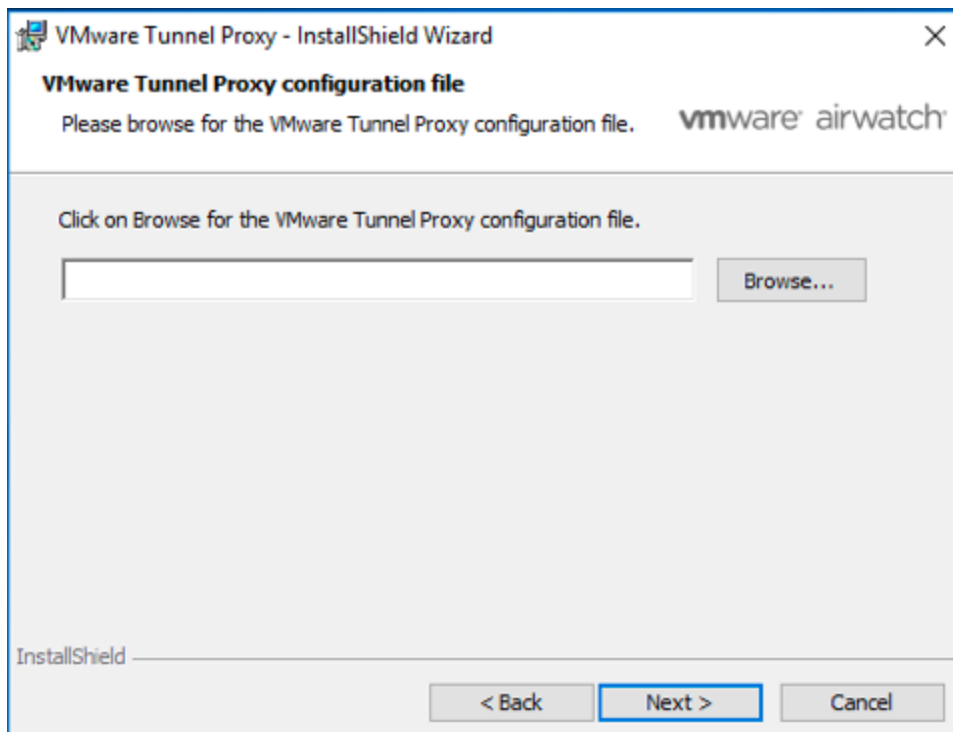 VMware Tunnel Proxy - InstallShield Wizard
VMware Tunnel Proxy configuration file
Please browse for the VMware Tunnel Proxy configuration file.
vmware airwatch
Click on Browse for the VMware Tunnel Proxy configuration file.
Browse...
InstallShield
< Back
Next >
Cancel